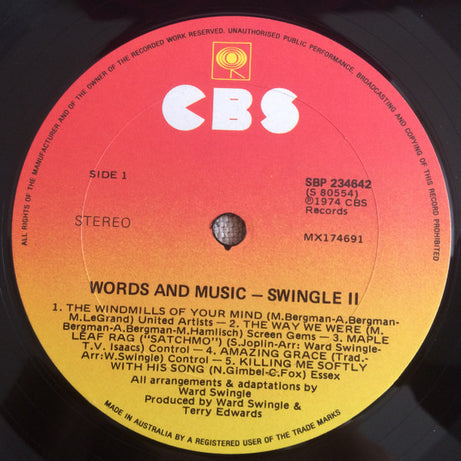 ALL RIGHTS OF THE MANUFACTURER AND OF THE OWNER OF THE RECORDED WORK RESERVED. UNAUTHORISED PUBLIC PERFORMANCE, BROADCASTING AND COPYING OF THIS RECORD PROHIBITED
CBS
SIDE 1
SBP 234642
(S 80554)
℗1974 CBS
Records
STEREO
MX174691
WORDS AND MUSIC – SWINGLE II
1. THE WINDMILLS OF YOUR MIND (M.Bergman-A.Bergman-
M.LeGrand) United Artists – 2. THE WAY WE WERE (M.
Bergman-A.Bergman-M.Hamlisch) Screen Gems – 3. MAPLE
LEAF RAG ("SATCHMO") (S.Joplin-Arr: Ward Swingle-
T.V. Isaacs) Control – 4. AMAZING GRACE (Trad.-
Arr:W.Swingle) Control – 5. KILLING ME SOFTLY
WITH HIS SONG (N.Gimbel-C.Fox) Essex
All arrangements & adaptations by
Ward Swingle
Produced by Ward Swingle &
Terry Edwards
MADE IN AUSTRALIA BY A REGISTERED USER OF THE TRADE MARKS